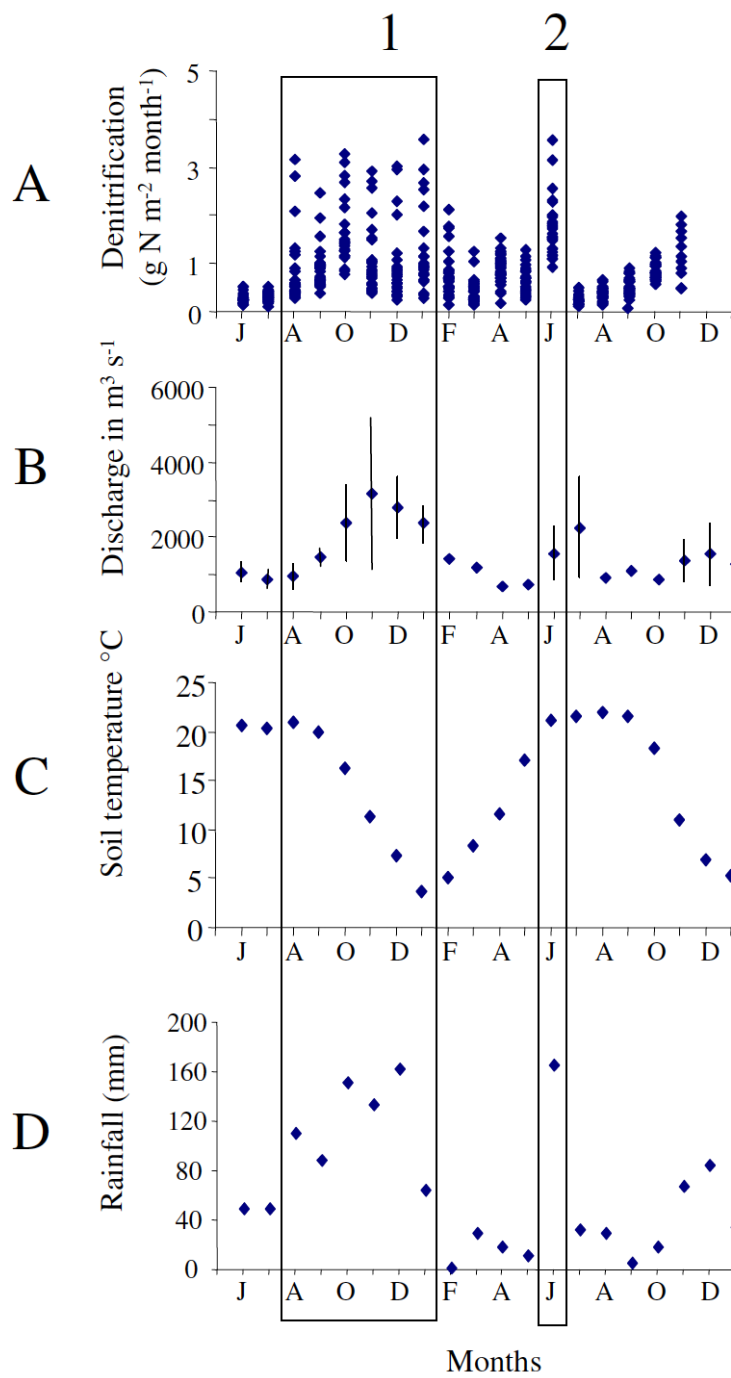 1 2
A
Denitrification
(g N m⁻² month⁻¹)
5
3
1
0
J A O D F A J A O D
B
Discharge in m³ s⁻¹
6000
4000
2000
0
J A O D F A J A O D
C
Soil temperature °C
25
20
15
10
5
0
J A O D F A J A O D
D
Rainfall (mm)
200
160
120
80
40
0
J A O D F A J A O D
Months